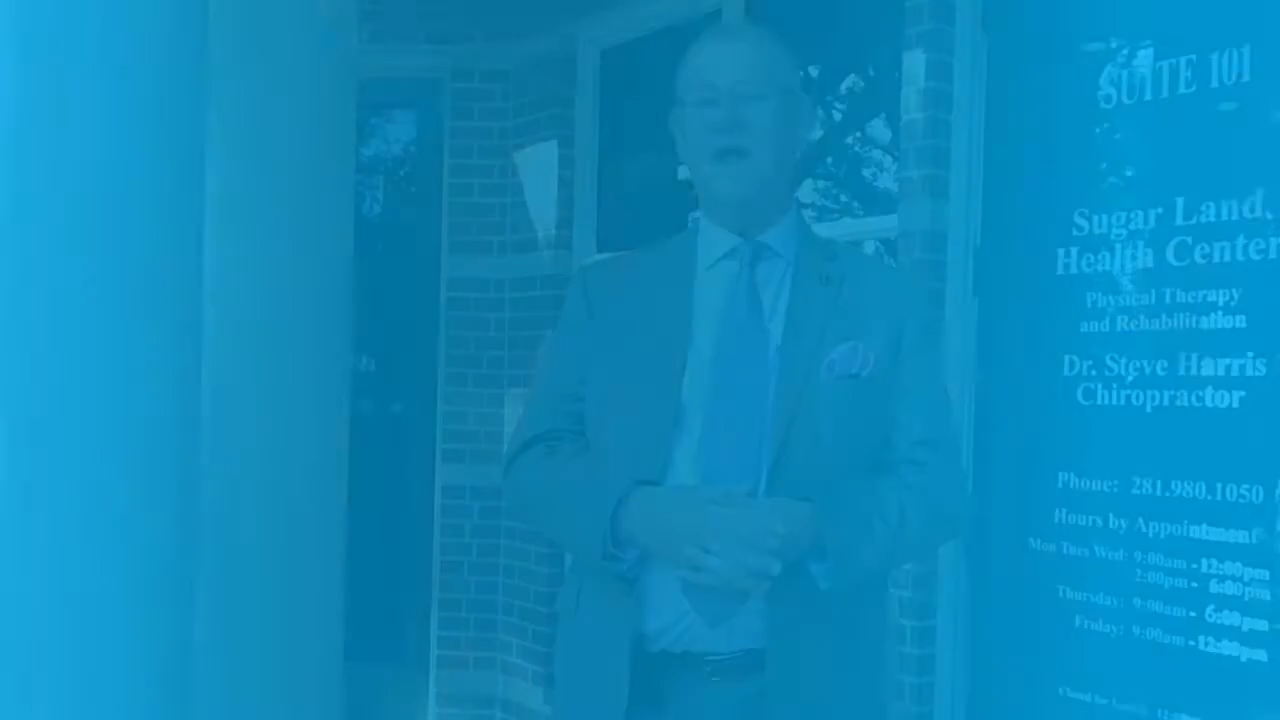 SUITE 101
Sugar Land
Health Center
Physical Therapy
and Rehabilitation
Dr. Steve Harris
Chiropractor
Phone: 281.980.1050
Hours by Appointment
Mon Tues Wed: 9:00am - 12:00pm
2:00pm - 6:00pm
Thursday: 9:00am - 6:00pm
Friday: 9:00am - 12:00pm